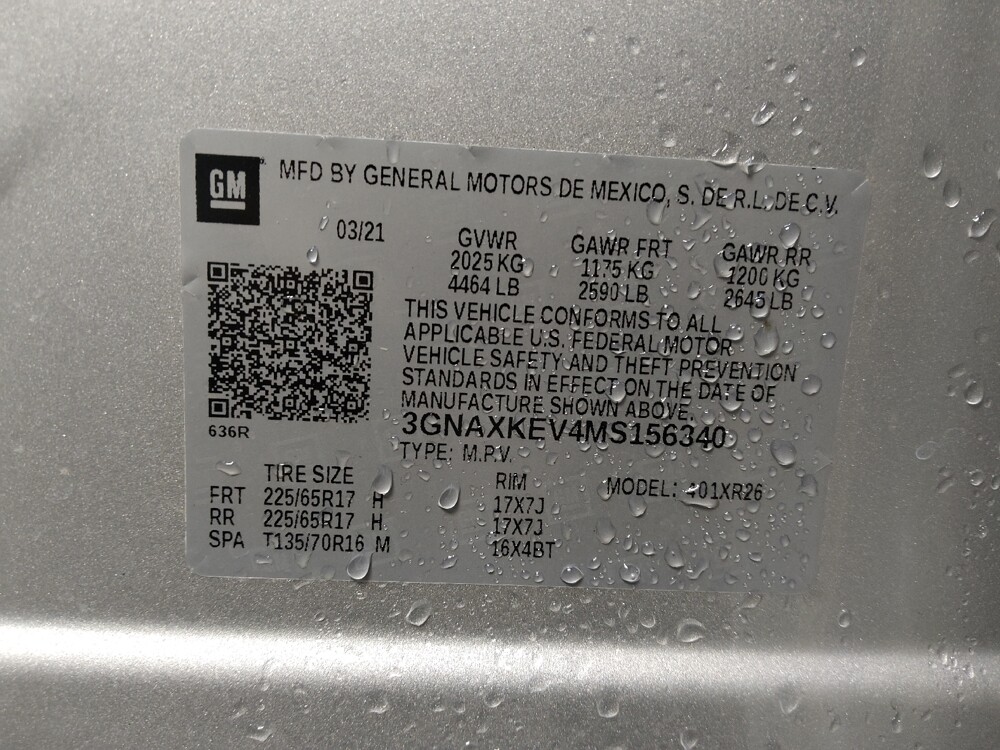 GM
MFD BY GENERAL MOTORS DE MEXICO, S. DE R.L. DE C.V.
03/21
GVWR GAWR FRT GAWR RR
2025 KG 1175 KG 1200 KG
4464 LB 2590 LB 2645 LB
THIS VEHICLE CONFORMS TO ALL
APPLICABLE U.S. FEDERAL MOTOR
VEHICLE SAFETY AND THEFT PREVENTION
STANDARDS IN EFFECT ON THE DATE OF
MANUFACTURE SHOWN ABOVE.
3GNAXKEV4MS156340
TYPE: M.P.V.
636R
TIRE SIZE RIM MODEL: 401XR26
FRT 225/65R17 H 17X7J
RR 225/65R17 H 17X7J
SPA T135/70R16 M 16X4BT